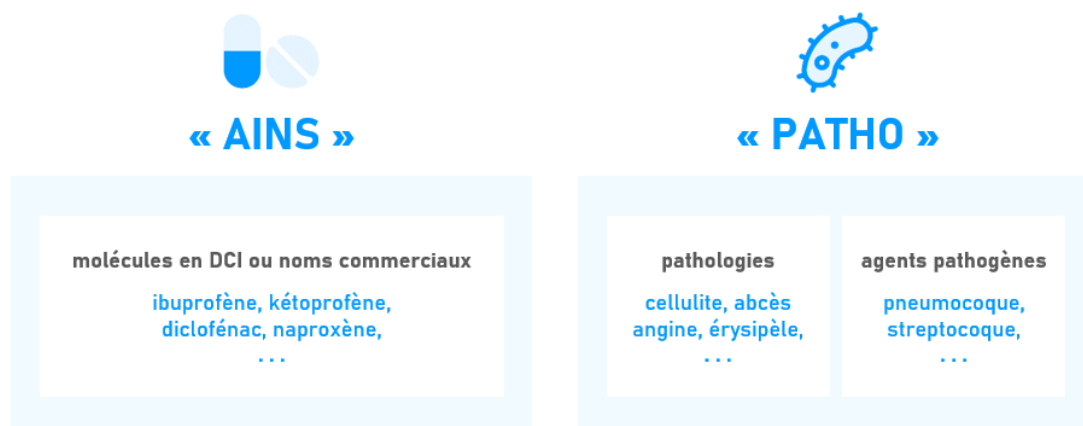 « AINS »
« PATHO »
molécules en DCI ou noms commerciaux
ibuprofène, kétoprofène,
diclofénac, naproxène,
...
pathologies
cellulite, abcès
angine, érysipèle,
...
agents pathogènes
pneumocoque,
streptocoque,
...